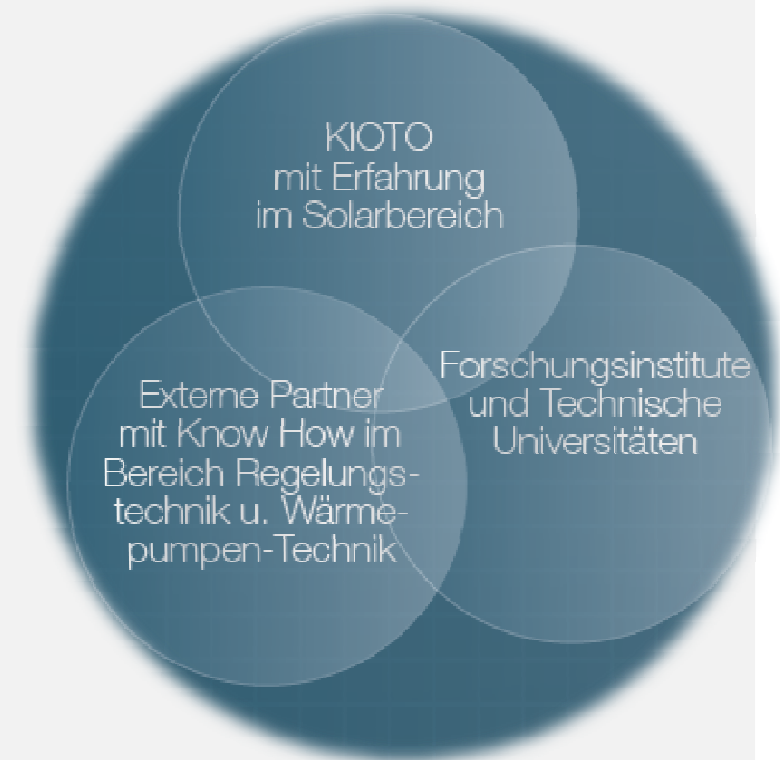 KIOTO
mit Erfahrung
im Solarbereich
Forschungsinstitute
und Technische
Universitäten
Externe Partner
mit Know How im
Bereich Regelungs-
technik u. Wärme-
pumpen-Technik